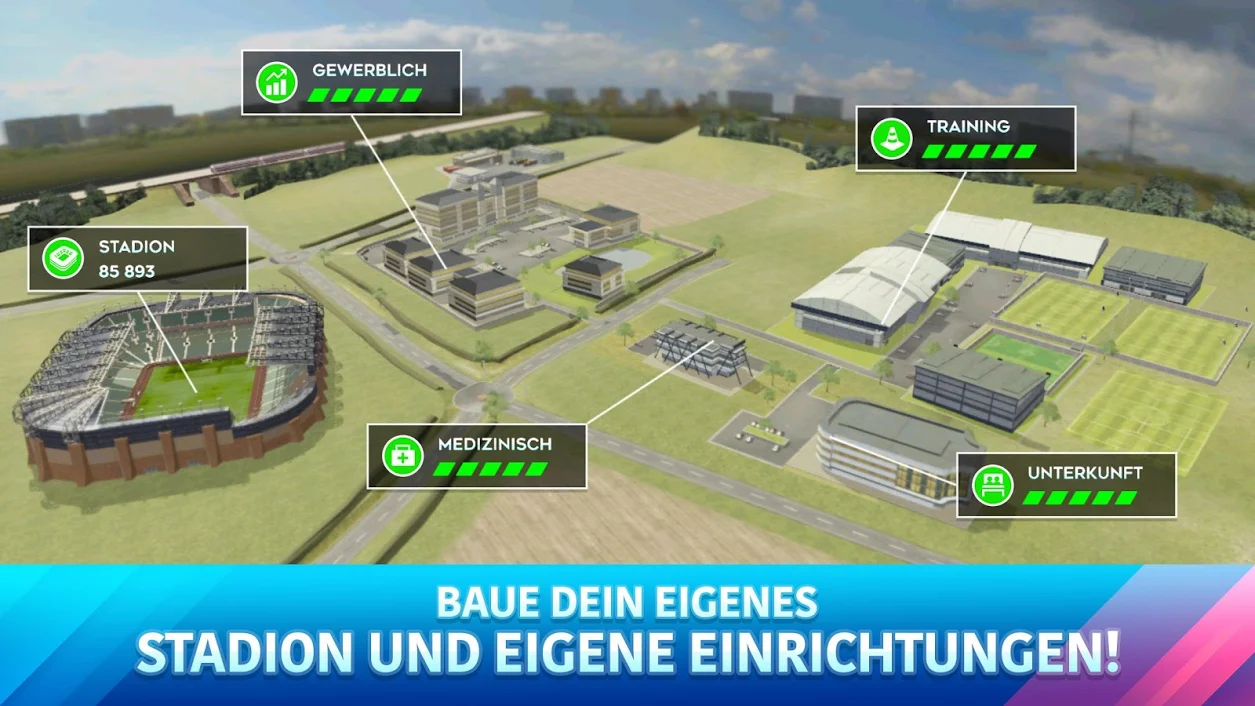 GEWERBLICH
TRAINING
STADION
85 893
MEDIZINISCH
UNTERKUNFT
BAUE DEIN EIGENES
STADION UND EIGENE EINRICHTUNGEN!